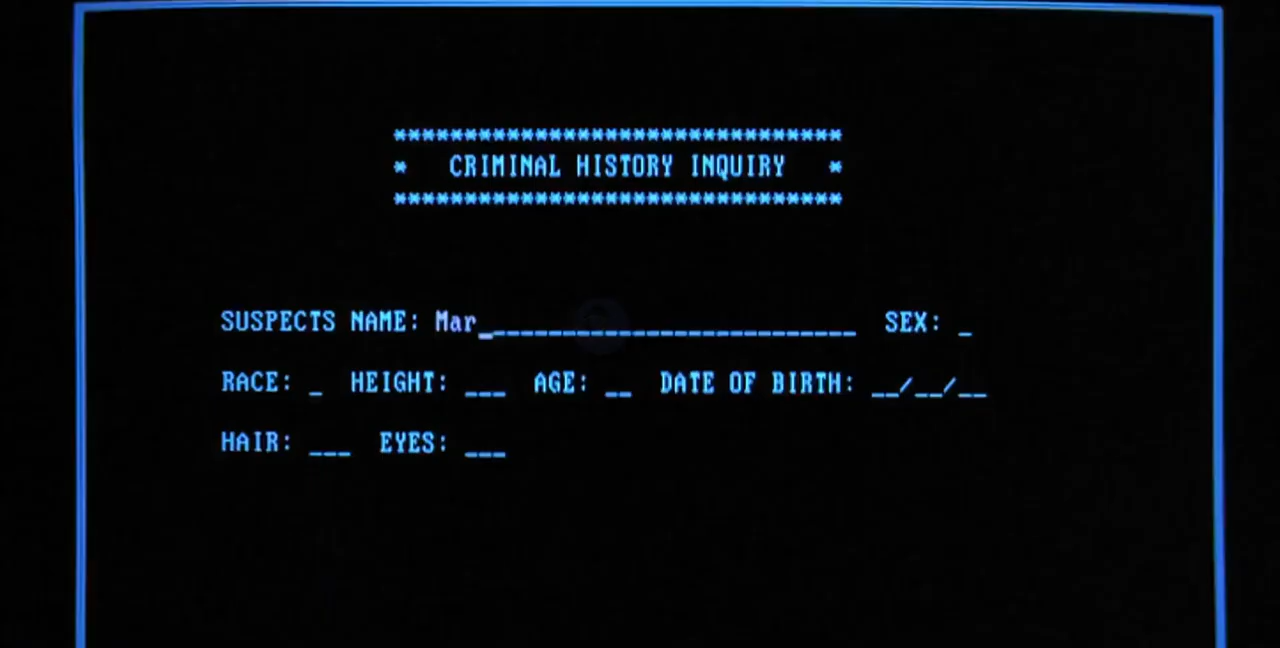 *******************************
* CRIMINAL HISTORY INQUIRY *
*******************************
SUSPECTS NAME: Mar___________________________ SEX: _
RACE: _ HEIGHT: ___ AGE: __ DATE OF BIRTH: __/__/__
HAIR: ___ EYES: ___